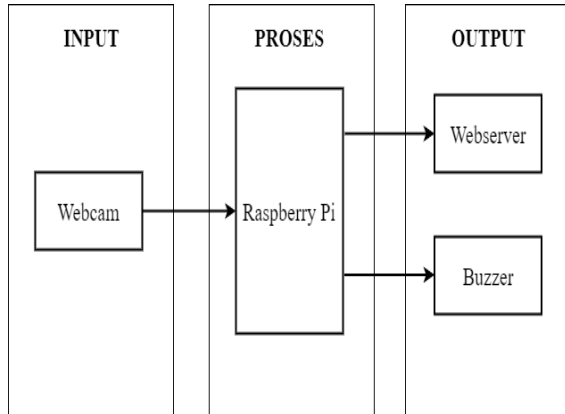 INPUT
PROSES
OUTPUT
Webcam
Raspberry Pi
Webserver
Buzzer